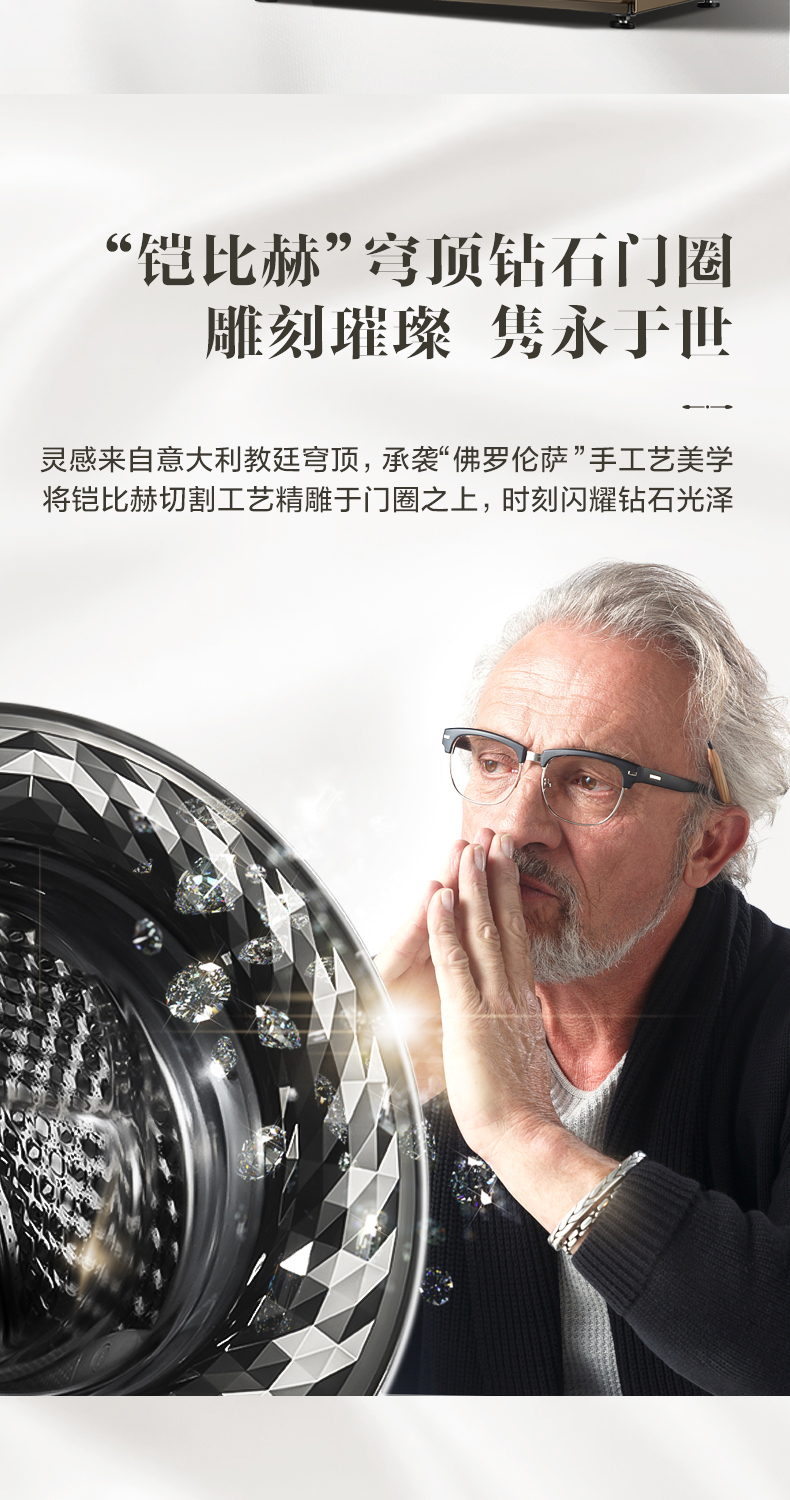 “铠比赫”穹顶钻石门圈
雕刻璀璨 隽永于世
灵感来自意大利教廷穹顶，承袭“佛罗伦萨”手工艺美学
将铠比赫切割工艺精雕于门圈之上，时刻闪耀钻石光泽